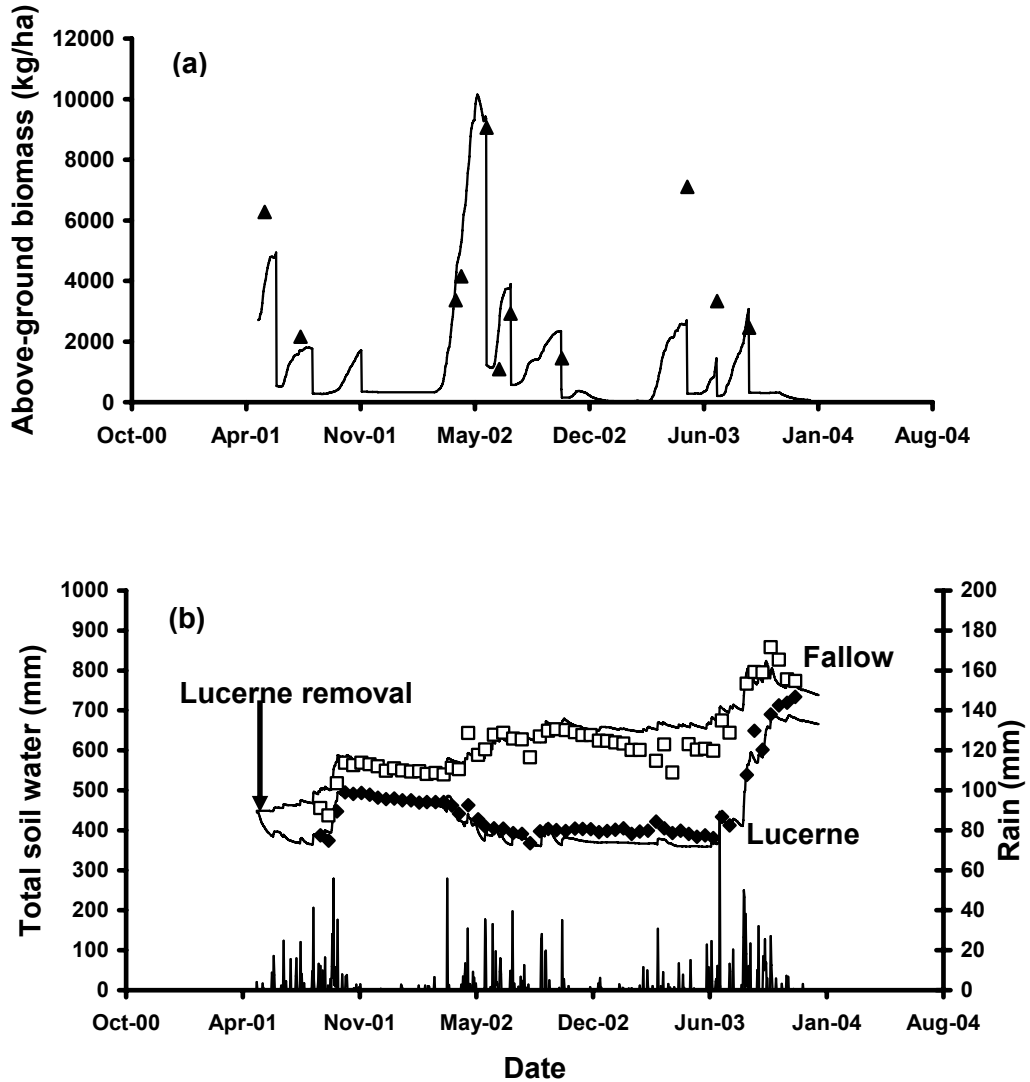 Above-ground biomass (kg/ha)
12000
10000
8000
6000
4000
2000
0
(a)
Oct-00 Apr-01 Nov-01 May-02 Dec-02 Jun-03 Jan-04 Aug-04
Total soil water (mm)
1000
900
800
700
600
500
400
300
200
100
0
(b)
Lucerne removal
Fallow
Lucerne
200
180
160
140
120
100
80
60
40
20
0
Rain (mm)
Oct-00 Apr-01 Nov-01 May-02 Dec-02 Jun-03 Jan-04 Aug-04
Date